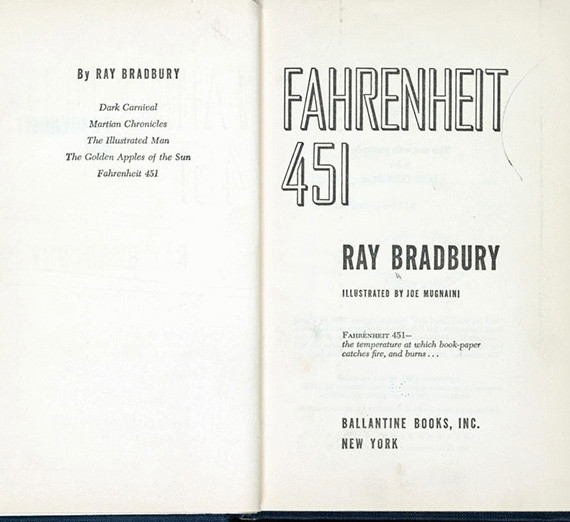 By RAY BRADBURY
Dark Carnival
Martian Chronicles
The Illustrated Man
The Golden Apples of the Sun
Fahrenheit 451
FAHRENHEIT
451
RAY BRADBURY
ILLUSTRATED BY JOE MUGNAINI
FAHRENHEIT 451—
the temperature at which book-paper
catches fire, and burns . . .
BALLANTINE BOOKS, INC.
NEW YORK